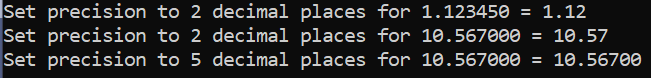 Set precision to 2 decimal places for 1.123450 = 1.12
Set precision to 2 decimal places for 10.567000 = 10.57
Set precision to 5 decimal places for 10.567000 = 10.56700